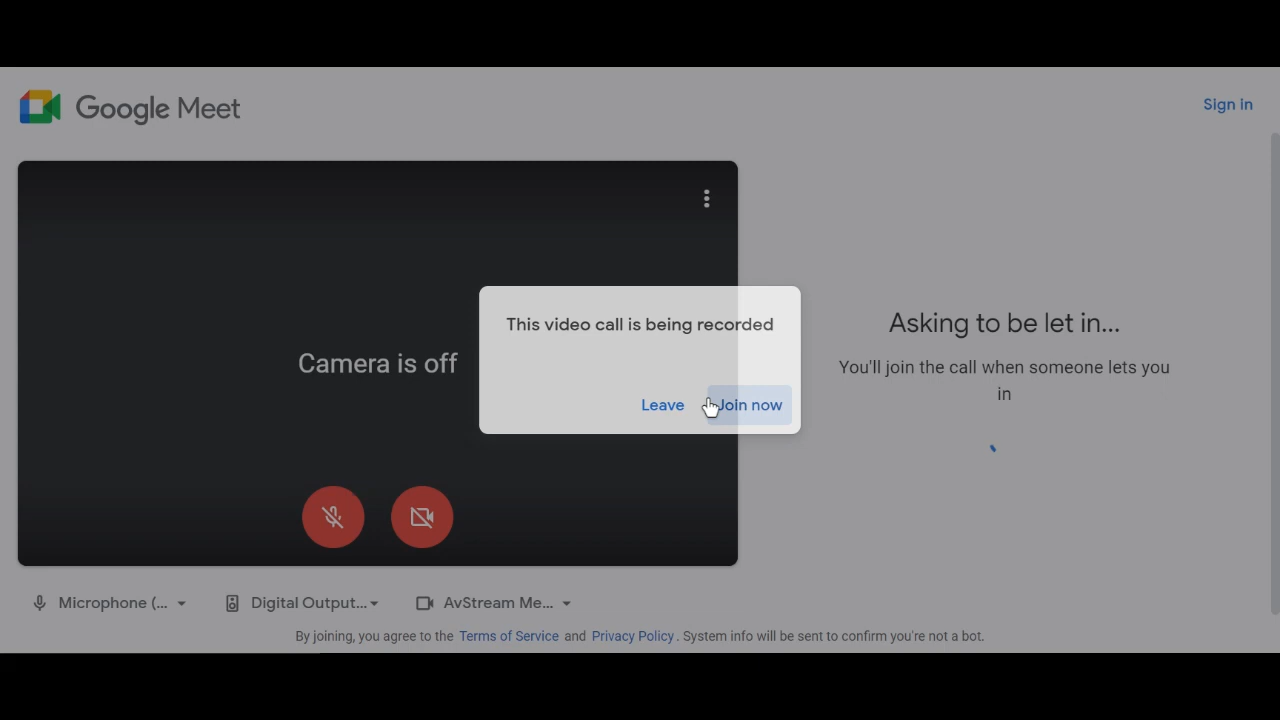 Google Meet
Sign in
Camera is off
This video call is being recorded
Leave
Join now
Asking to be let in...
You'll join the call when someone lets you
in
Microphone (...
Digital Output...
AvStream Me...
By joining, you agree to the Terms of Service and Privacy Policy. System info will be sent to confirm you're not a bot.